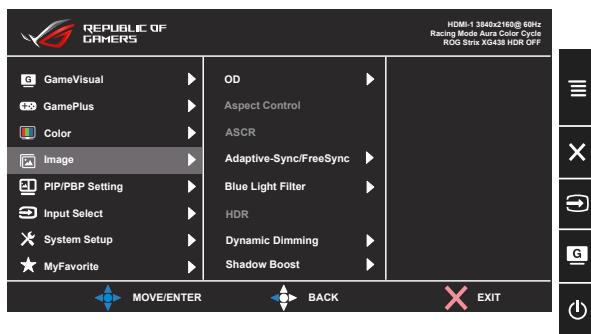 REPUBLIC OF
GAMERS
HDMI-1 3840x2160@ 60Hz
Racing Mode Aura Color Cycle
ROG Strix XG438 HDR OFF
G GameVisual
GamePlus
Color
Image
PIP/PBP Setting
Input Select
System Setup
MyFavorite
OD
Aspect Control
ASCR
Adaptive-Sync/FreeSync
Blue Light Filter
HDR
Dynamic Dimming
Shadow Boost
MOVE/ENTER
BACK
EXIT
G